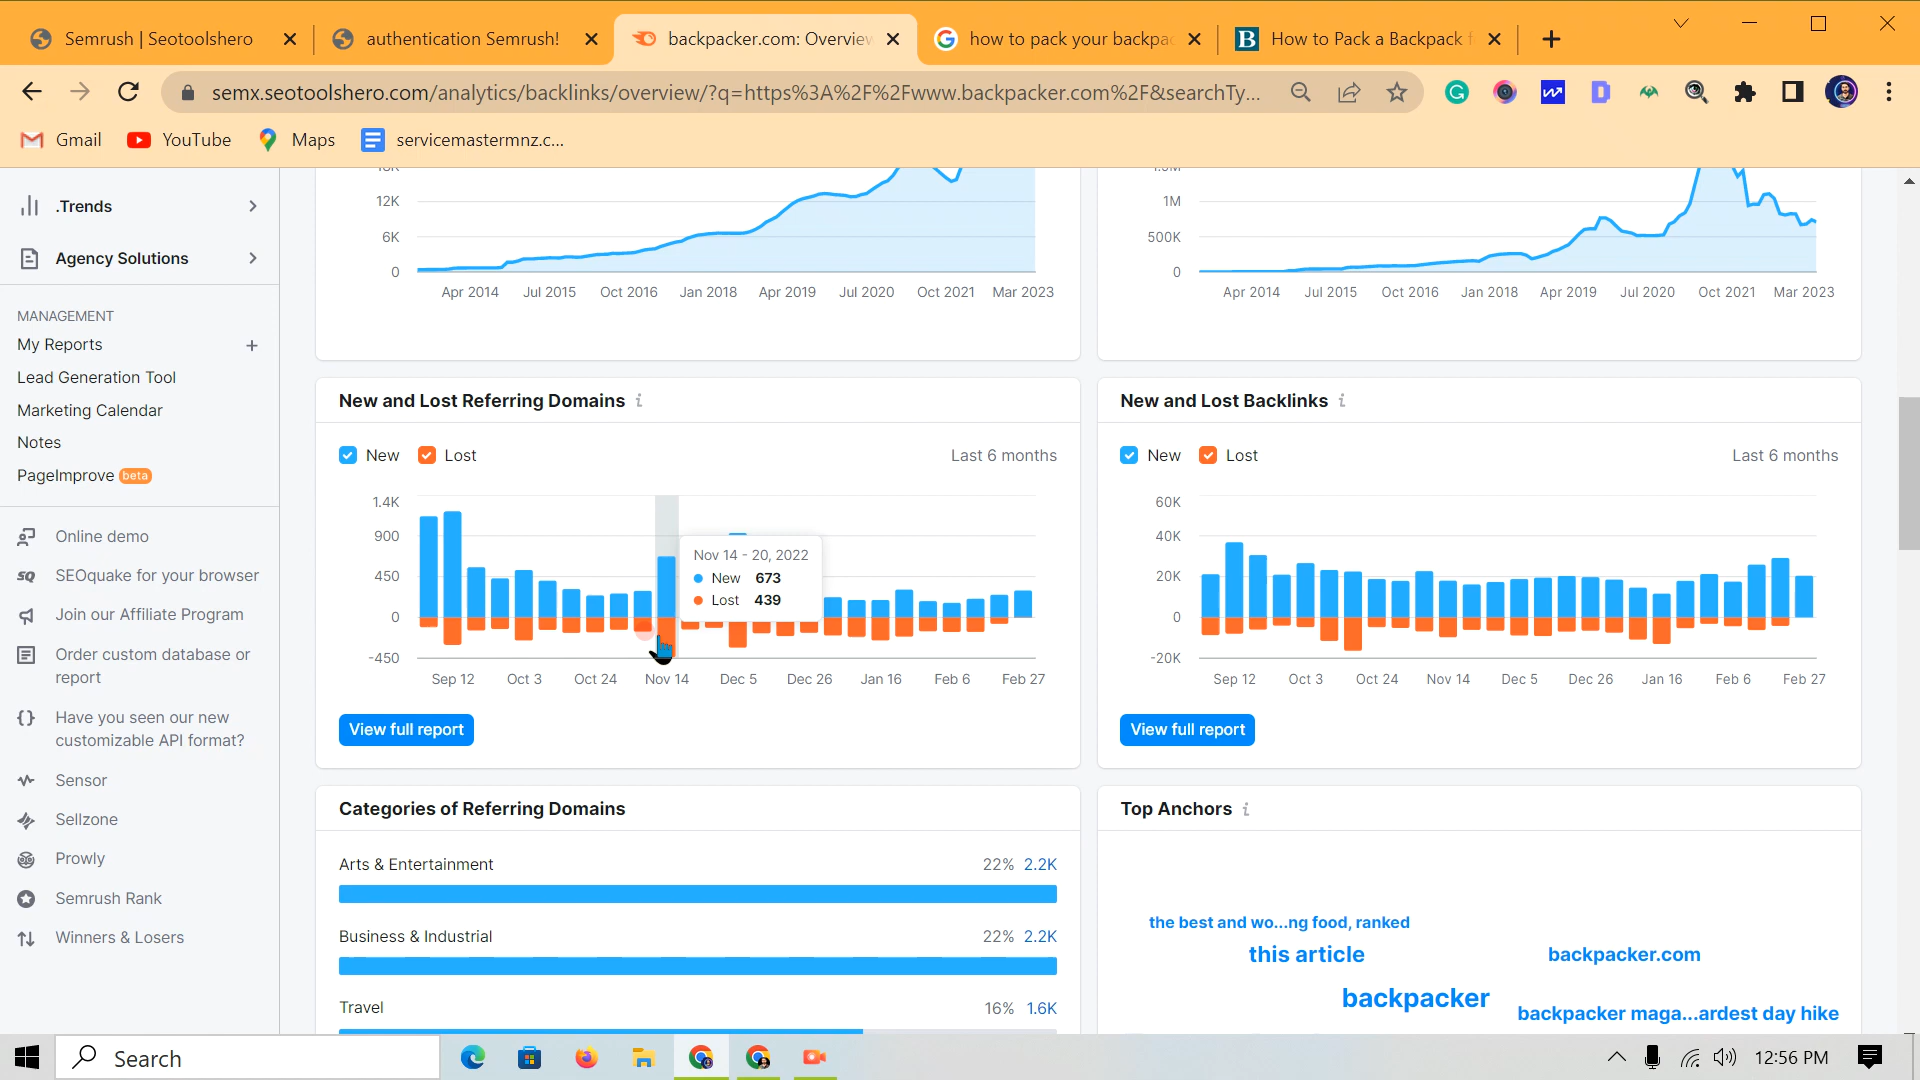 Semrush | Seotoolshero
authentication Semrush!
backpacker.com: Overview
how to pack your backpac
How to Pack a Backpack f
semx.seotoolshero.com/analytics/backlinks/overview/?q=https%3A%2F%2Fwww.backpacker.com%2F&searchTy...
Gmail
YouTube
Maps
servicemastermnz.c...
.Trends
Agency Solutions
MANAGEMENT
My Reports
Lead Generation Tool
Marketing Calendar
Notes
PageImprove beta
Online demo
SEOquake for your browser
Join our Affiliate Program
Order custom database or
report
Have you seen our new
customizable API format?
Sensor
Sellzone
Prowly
Semrush Rank
Winners & Losers
12K
6K
0
Apr 2014 Jul 2015 Oct 2016 Jan 2018 Apr 2019 Jul 2020 Oct 2021 Mar 2023
1M
500K
0
Apr 2014 Jul 2015 Oct 2016 Jan 2018 Apr 2019 Jul 2020 Oct 2021 Mar 2023
New and Lost Referring Domains i
New Lost Last 6 months
1.4K
900
450
0
-450
Nov 14 - 20, 2022
New 673
Lost 439
Sep 12 Oct 3 Oct 24 Nov 14 Dec 5 Dec 26 Jan 16 Feb 6 Feb 27
View full report
New and Lost Backlinks i
New Lost Last 6 months
60K
40K
20K
0
-20K
Sep 12 Oct 3 Oct 24 Nov 14 Dec 5 Dec 26 Jan 16 Feb 6 Feb 27
View full report
Categories of Referring Domains
Arts & Entertainment 22% 2.2K
Business & Industrial 22% 2.2K
Travel 16% 1.6K
Top Anchors i
the best and wo...ng food, ranked
this article
backpacker.com
backpacker
backpacker maga...ardest day hike
Search
12:56 PM